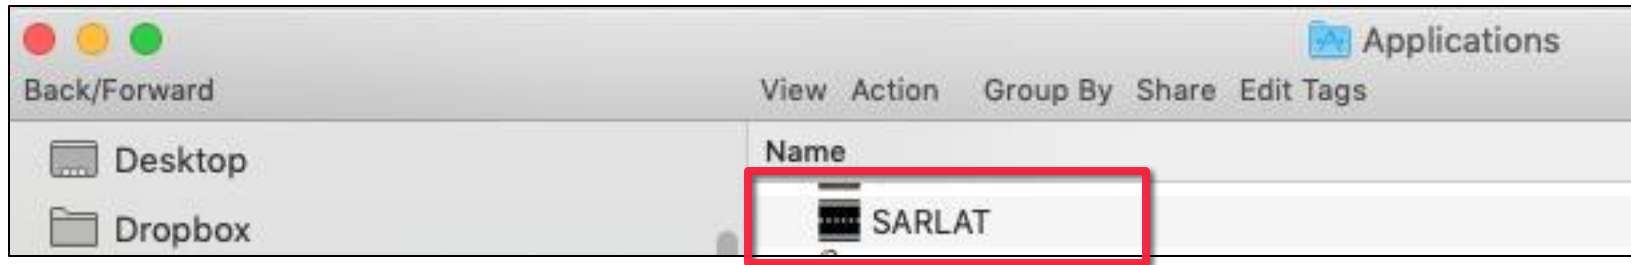 Applications
Back/Forward
View Action Group By Share Edit Tags
Desktop
Name
Dropbox
SARLAT